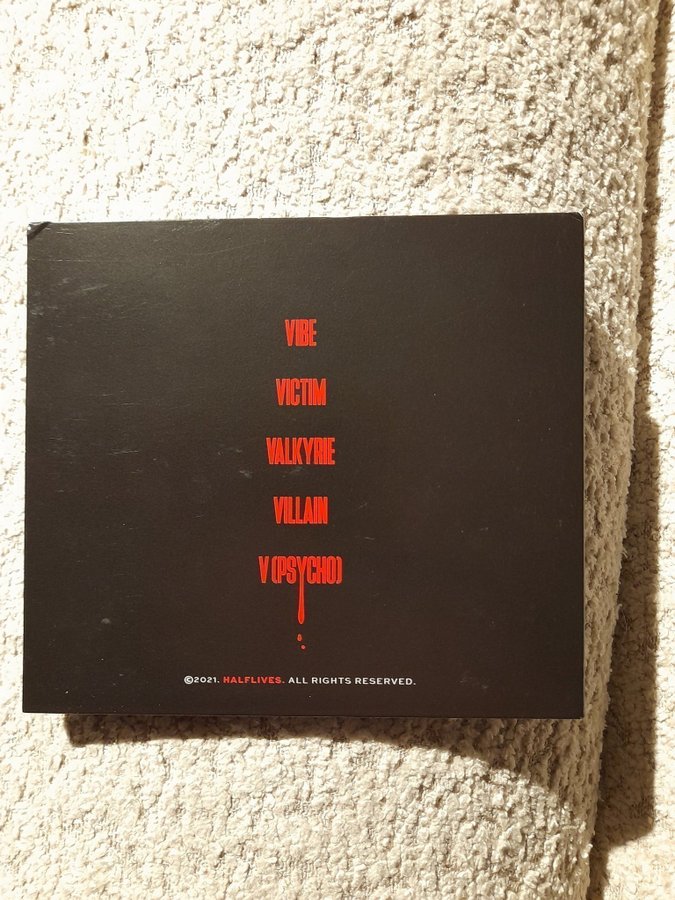 VIBE
VICTIM
VALKYRIE
VILLAIN
V (PSYCHO)
©2021. HALFLIVES. ALL RIGHTS RESERVED.